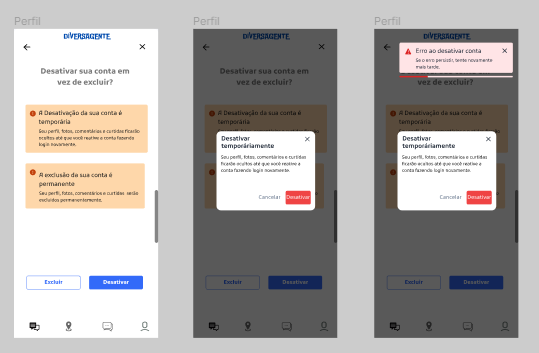 Perfil
DIVERSAGENTE
Desativar sua conta em
vez de excluir?
A Desativação da sua conta é
temporária
Seu perfil, fotos, comentários e curtidas ficarão
ocultos até que você reative a conta fazendo
login novamente.
A exclusão de sua conta é
permanente
Seu perfil, fotos, comentários e curtidas serão
excluídos permanentemente.
Excluir
Desativar
Perfil
DIVERSAGENTE
Desativar sua conta em
vez de excluir?
A Desativação da sua conta é
temporária
Desativar
temporáriamente
Seu perfil, fotos, comentários e curtidas
ficarão ocultos até que você reative a
conta fazendo login novamente.
Cancelar
Desativar
Excluir
Desativar
Perfil
DIVERSAGENTE
Erro ao desativar conta
Se o erro persistir, tente novamente
mais tarde.
vez de excluir?
A Desativação da sua conta é
temporária
Desativar
temporáriamente
Seu perfil, fotos, comentários e curtidas
ficarão ocultos até que você reative a
conta fazendo login novamente.
Cancelar
Desativar
Excluir
Desativar